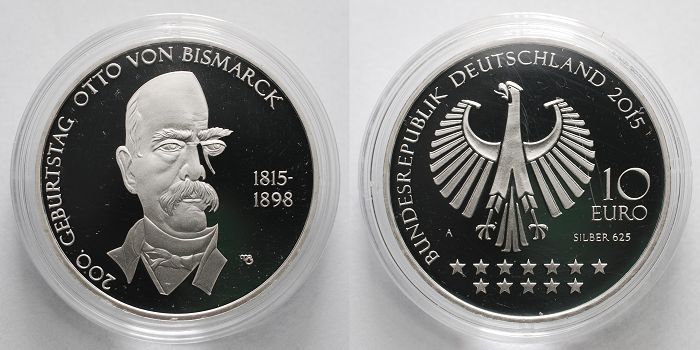 200. GEBURTSTAG OTTO VON BISMARCK
1815-
1898
BUNDESREPUBLIK DEUTSCHLAND 2015
A
10
EURO
SILBER 625